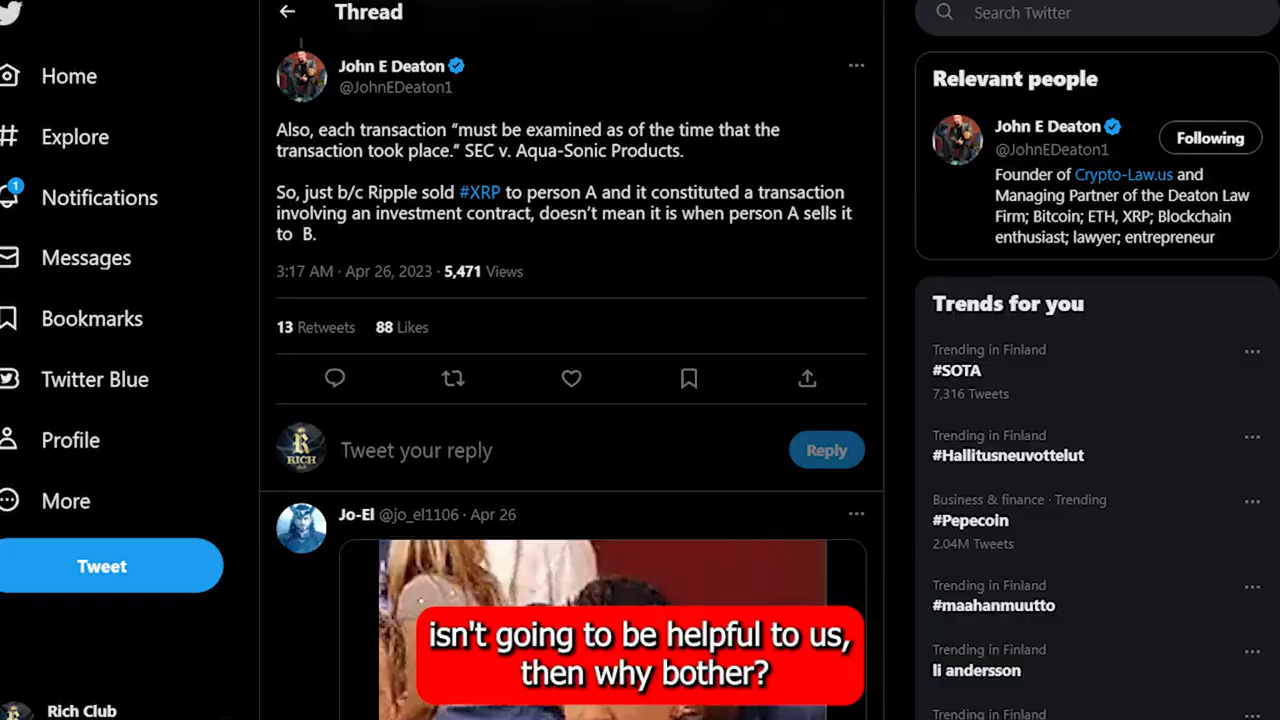 Thread
Search Twitter
Home
Explore
1
Notifications
Messages
Bookmarks
Twitter Blue
Profile
More
Tweet
Rich Club
John E Deaton
@JohnEDeaton1
Also, each transaction “must be examined as of the time that the
transaction took place.” SEC v. Aqua-Sonic Products.
So, just b/c Ripple sold #XRP to person A and it constituted a transaction
involving an investment contract, doesn’t mean it is when person A sells it
to B.
3:17 AM · Apr 26, 2023 · 5,471 Views
13 Retweets 88 Likes
R
RICH
Tweet your reply
Reply
Jo-El @jo_el1106 · Apr 26
isn't going to be helpful to us,
then why bother?
Relevant people
John E Deaton
@JohnEDeaton1
Following
Founder of Crypto-Law.us and
Managing Partner of the Deaton Law
Firm; Bitcoin; ETH, XRP; Blockchain
enthusiast; lawyer; entrepreneur
Trends for you
Trending in Finland
#SOTA
7,316 Tweets
Trending in Finland
#Hallitusneuvottelut
Business & finance · Trending
#Pepecoin
2.04M Tweets
Trending in Finland
#maahanmuutto
Trending in Finland
li andersson
Trending in Finland